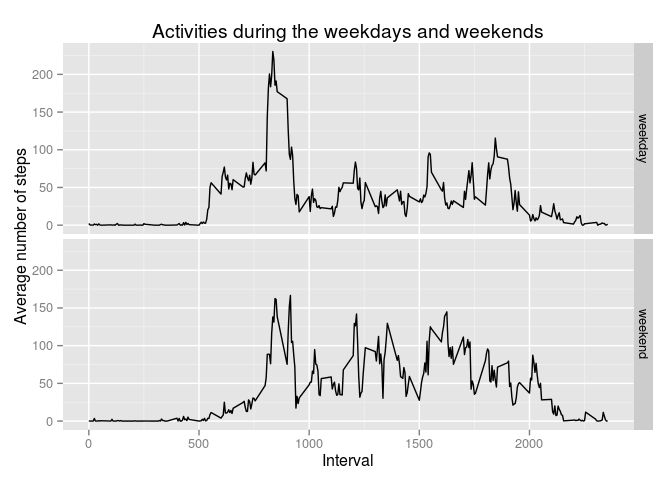 Activities during the weekdays and weekends
Average number of steps
200
150
100
50
0
weekday
200
150
100
50
0
weekend
0 500 1000 1500 2000
Interval